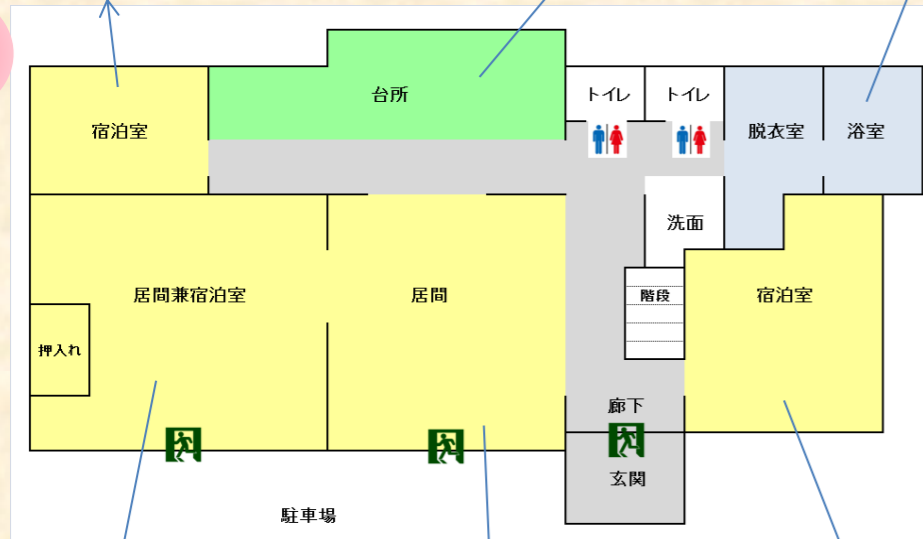 台所
トイレ
トイレ
宿泊室
脱衣室
浴室
洗面
居間兼宿泊室
居間
階段
宿泊室
押入れ
廊下
玄関
駐車場